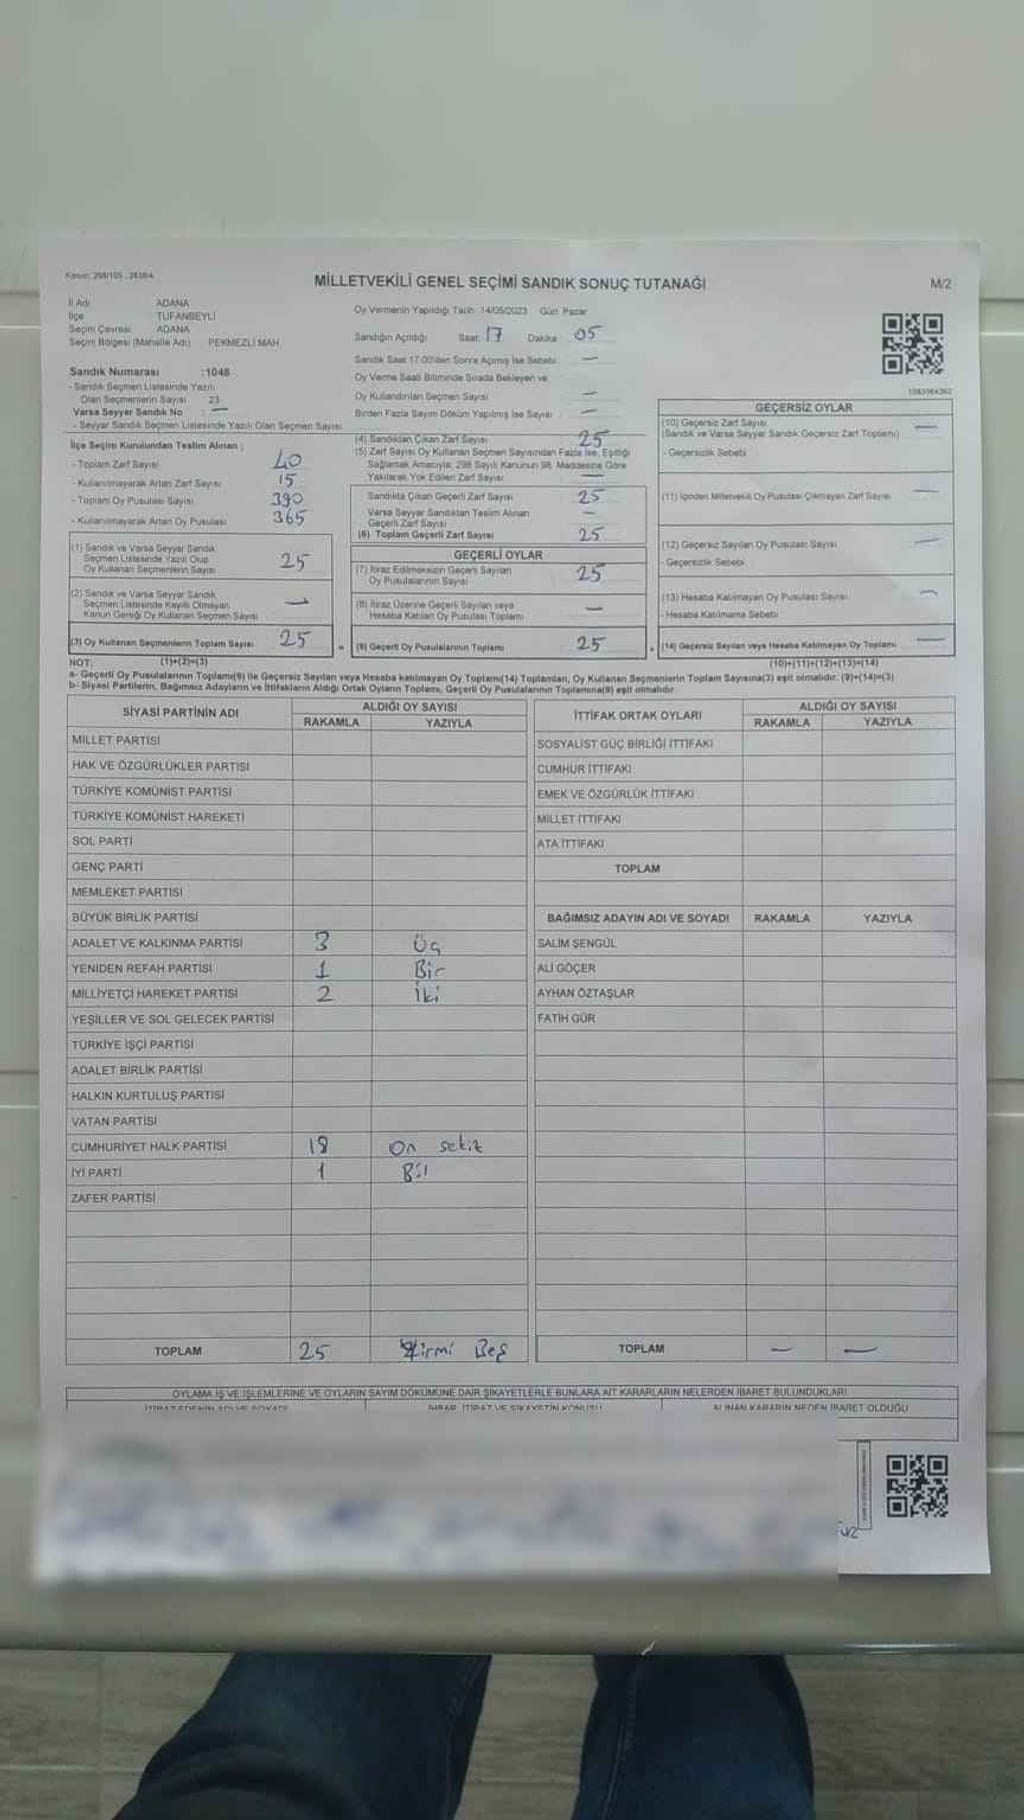 MİLLETVEKİLİ GENEL SEÇİMİ SANDIK SONUÇ TUTANAĞI
M/2
İl Adı ADANA
İlçe TUFANBEYLİ
Seçim Çevresi ADANA
Seçim Bölgesi (Mahalle Adı) PEKMEZLİ MAH.
Oy Vermenin Yapıldığı Tarih 14/05/2023 Gün Pazar
Sandığın Açıldığı Saat: 17 Dakika 05
Sandık Saat 17.00'den Sonra Açılmış İse Sebebi —
Oy Verme Saati Bitiminde Sırada Bekleyen ve
Oy Kullandırılan Seçmen Sayısı —
Birden Fazla Sayım Döküm Yapılmış İse Sayısı —
Sandık Numarası :1048
- Sandık Seçmen Listesinde Yazılı
Olan Seçmenlerin Sayısı 23
Varsa Seyyar Sandık No : —
- Seyyar Sandık Seçmen Listesinde Yazılı Olan Seçmen Sayısı
İlçe Seçim Kurulundan Teslim Alınan ;
- Toplam Zarf Sayısı 40
- Kullanılmayarak Artan Zarf Sayısı 15
- Toplam Oy Pusulası Sayısı 390
- Kullanılmayarak Artan Oy Pusulası 365
(1) Sandık ve Varsa Seyyar Sandık
Seçmen Listesinde Yazılı Olup
Oy Kullanan Seçmenlerin Sayısı 25
(2) Sandık ve Varsa Seyyar Sandık
Seçmen Listesinde Kayıtlı Olmayan
Kanun Gereği Oy Kullanan Seçmen Sayısı —
(3) Oy Kullanan Seçmenlerin Toplam Sayısı 25
(4) Sandıktan Çıkan Zarf Sayısı 25
(5) Zarf Sayısı Oy Kullanan Seçmen Sayısından Fazla İse, Eşitliği
Sağlamak Amacıyla; 298 Sayılı Kanunun 98. Maddesine Göre
Yakılarak Yok Edilen Zarf Sayısı —
Sandıkta Çıkan Geçerli Zarf Sayısı 25
Varsa Seyyar Sandıktan Teslim Alınan
Geçerli Zarf Sayısı —
(6) Toplam Geçerli Zarf Sayısı 25
GEÇERLİ OYLAR
(7) İtiraz Edilmeksizin Geçerli Sayılan
Oy Pusulalarının Sayısı 25
(8) İtiraz Üzerine Geçerli Sayılan veya
Hesaba Katılan Oy Pusulası Toplamı —
(9) Geçerli Oy Pusulalarının Toplamı 25
GEÇERSİZ OYLAR
(10) Geçersiz Zarf Sayısı —
(Sandık ve Varsa Seyyar Sandık Geçersiz Zarf Toplamı)
- Geçersizlik Sebebi
(11) İçinden Milletvekili Oy Pusulası Çıkmayan Zarf Sayısı —
(12) Geçersiz Sayılan Oy Pusulası Sayısı —
- Geçersizlik Sebebi
(13) Hesaba Katılmayan Oy Pusulası Sayısı —
- Hesaba Katılmama Sebebi
(14) Geçersiz Sayılan veya Hesaba Katılmayan Oy Toplamı —
NOT: (1)+(2)=(3) (10)+(11)+(12)+(13)=(14)
a- Geçerli Oy Pusulalarının Toplamı(9) ile Geçersiz Sayılan veya Hesaba katılmayan Oy Toplamı(14) Toplamları, Oy Kullanan Seçmenlerin Toplam Sayısına(3) eşit olmalıdır. (9)+(14)=(3)
b- Siyasi Partilerin, Bağımsız Adayların ve İttifakların Aldığı Ortak Oyların Toplamı, Geçerli Oy Pusulalarının Toplamına(9) eşit olmalıdır.
SİYASİ PARTİNİN ADI ALDIĞI OY SAYISI
RAKAMLA YAZIYLA
MİLLET PARTİSİ
HAK VE ÖZGÜRLÜKLER PARTİSİ
TÜRKİYE KOMÜNİST PARTİSİ
TÜRKİYE KOMÜNİST HAREKETİ
SOL PARTİ
GENÇ PARTİ
MEMLEKET PARTİSİ
BÜYÜK BİRLİK PARTİSİ
ADALET VE KALKINMA PARTİSİ 3 Üç
YENİDEN REFAH PARTİSİ 1 Bir
MİLLİYETÇİ HAREKET PARTİSİ 2 İki
YEŞİLLER VE SOL GELECEK PARTİSİ
TÜRKİYE İŞÇİ PARTİSİ
ADALET BİRLİK PARTİSİ
HALKIN KURTULUŞ PARTİSİ
VATAN PARTİSİ
CUMHURİYET HALK PARTİSİ 18 On sekiz
İYİ PARTİ 1 Bir
ZAFER PARTİSİ
TOPLAM 25 Yirmi Beş
İTTİFAK ORTAK OYLARI ALDIĞI OY SAYISI
RAKAMLA YAZIYLA
SOSYALİST GÜÇ BİRLİĞİ İTTİFAKI
CUMHUR İTTİFAKI
EMEK VE ÖZGÜRLÜK İTTİFAKI
MİLLET İTTİFAKI
ATA İTTİFAKI
TOPLAM
BAĞIMSIZ ADAYIN ADI VE SOYADI RAKAMLA YAZIYLA
SALİM ŞENGÜL
ALİ GÖÇER
AYHAN ÖZTAŞLAR
FATİH GÜR
TOPLAM — —
OYLAMA İŞ VE İŞLEMLERİNE VE OYLARIN SAYIM DÖKÜMÜNE DAİR ŞİKAYETLERLE BUNLARA AİT KARARLARIN NELERDEN İBARET BULUNDUKLARI
İTİRAZ EDENİN ADI VE SOYADI İHBAR, İTİRAZ VE ŞİKAYETİN KONUSU ALINAN KARARIN NEDEN İBARET OLDUĞU